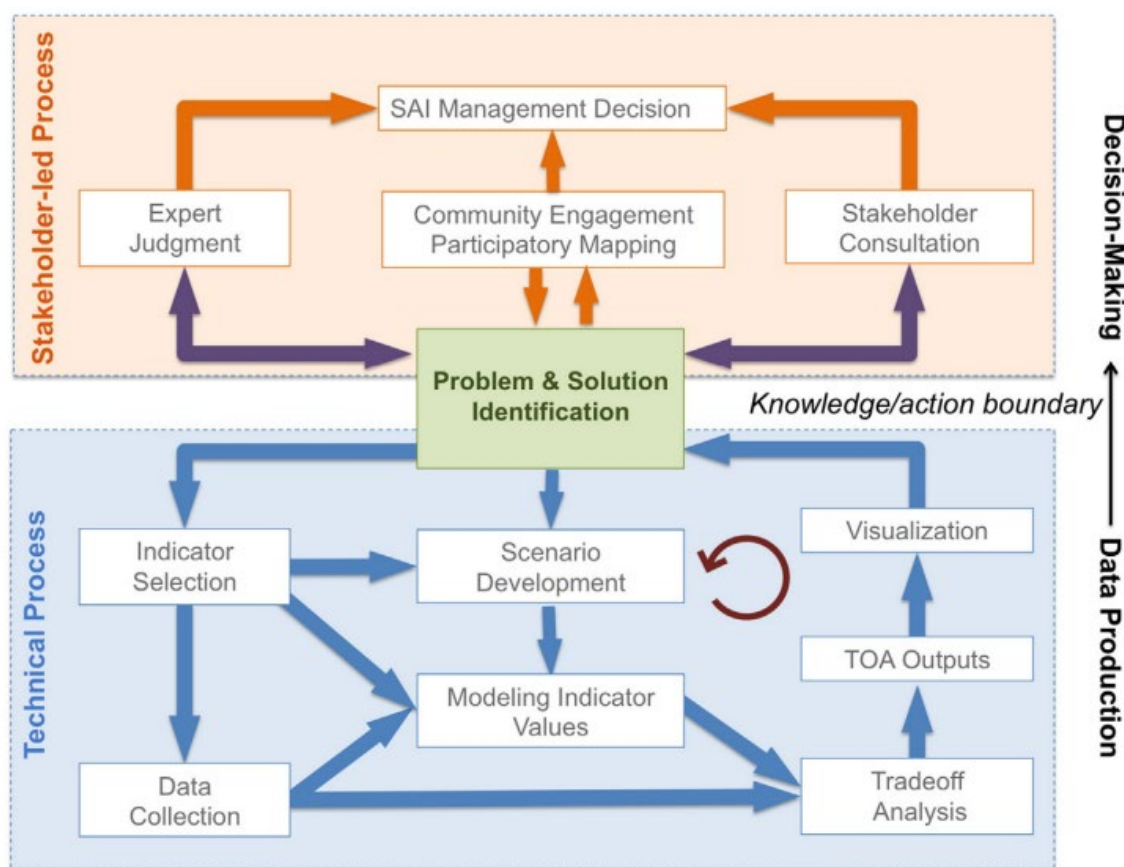 Stakeholder-led Process
SAI Management Decision
Expert
Judgment
Community Engagement
Participatory Mapping
Stakeholder
Consultation
Decision-Making
Problem & Solution
Identification
Knowledge/action boundary
Technical Process
Indicator
Selection
Scenario
Development
Visualization
TOA Outputs
Modeling Indicator
Values
Data
Collection
Tradeoff
Analysis
Data Production